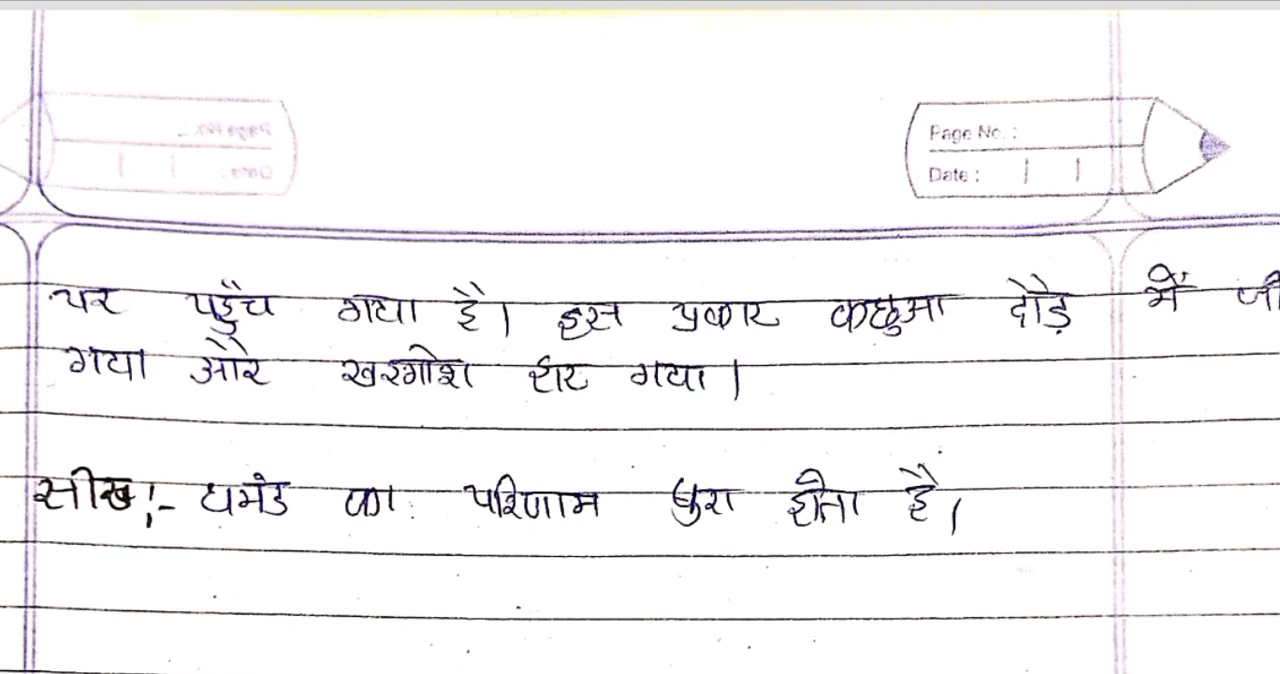 Page No. :
Date :
पर पहुँच गया है। इस प्रकार कछुआ दौड़ में जी
गया और खरगोश हार गया।
सीख:- घमंड का परिणाम बुरा होता है।